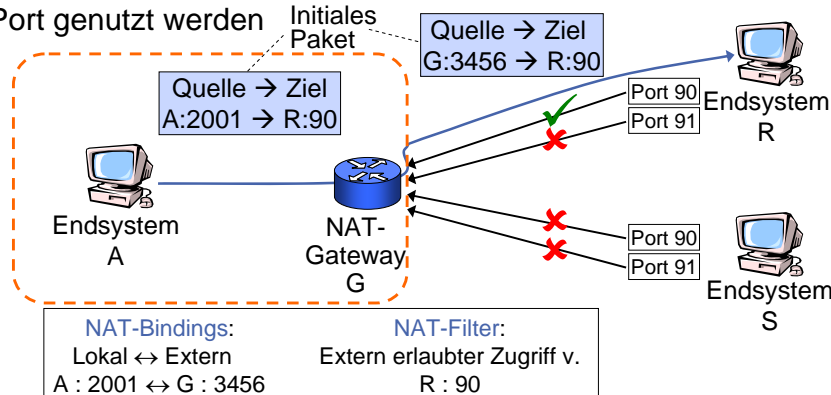 Port genutzt werden
Initiales
Paket
Quelle → Ziel
G:3456 → R:90
Quelle → Ziel
A:2001 → R:90
Port 90
Port 91
Endsystem
R
Endsystem
A
NAT-
Gateway
G
Port 90
Port 91
Endsystem
S
NAT-Bindings:
Lokal ↔ Extern
A : 2001 ↔ G : 3456
NAT-Filter:
Extern erlaubter Zugriff v.
R : 90